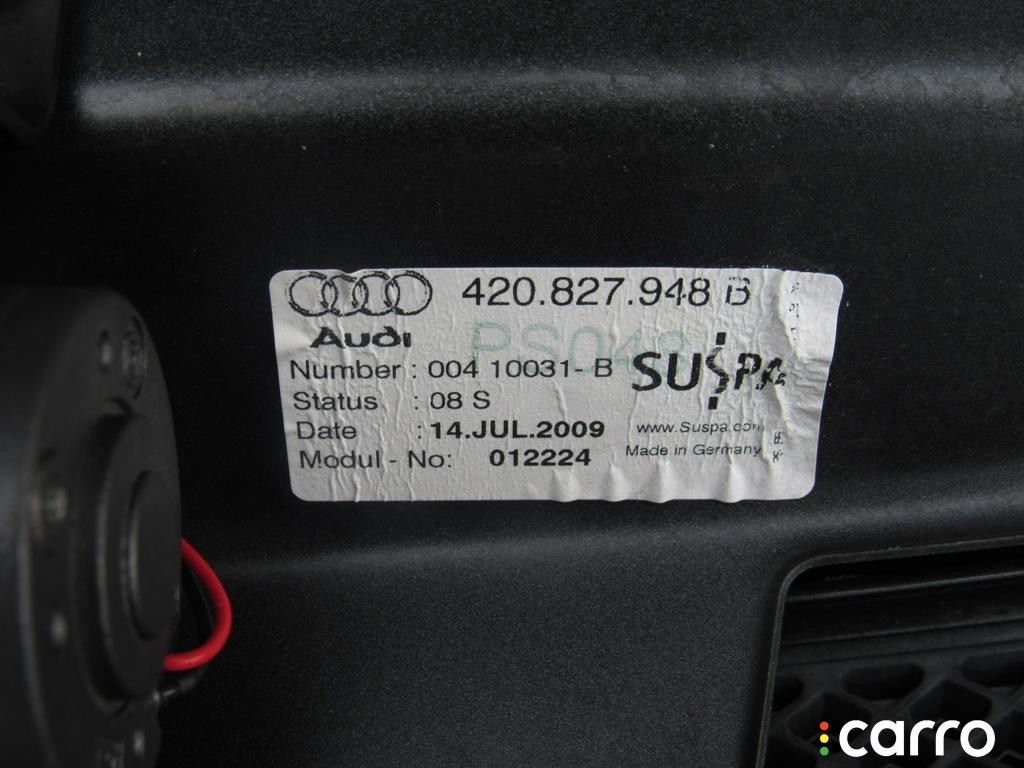 420.827.948 B
Audi
PS048
Number : 004 10031- B
SUSPA
Status : 08 S
Date : 14.JUL.2009
www.Suspa.com
Modul - No: 012224
Made in Germany
carro